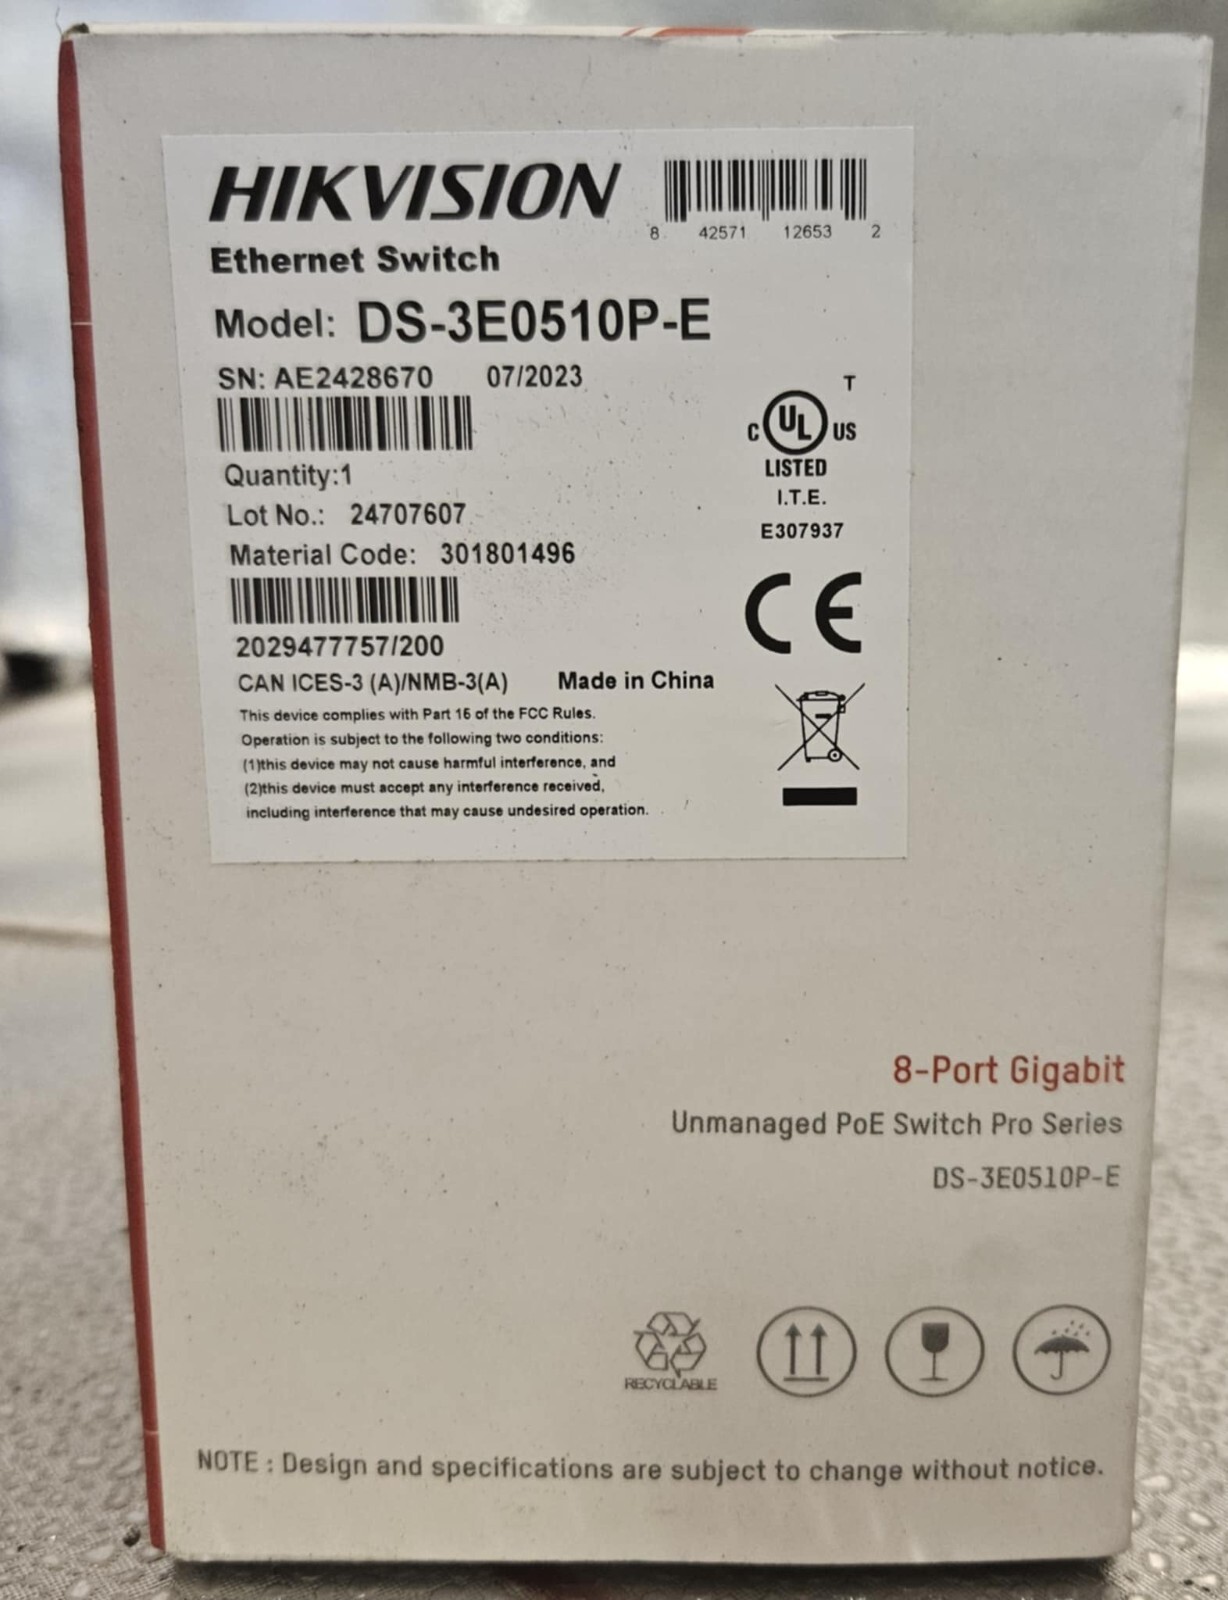 HIKVISION
8 42571 12653 2
Ethernet Switch
Model: DS-3E0510P-E
SN: AE2428670 07/2023
T
C UL US
LISTED
I.T.E.
E307937
Quantity:1
Lot No.: 24707607
Material Code: 301801496
CE
2029477757/200
CAN ICES-3 (A)/NMB-3(A) Made in China
This device complies with Part 15 of the FCC Rules.
Operation is subject to the following two conditions:
(1)this device may not cause harmful interference, and
(2)this device must accept any interference received,
including interference that may cause undesired operation.
8-Port Gigabit
Unmanaged PoE Switch Pro Series
DS-3E0510P-E
RECYCLABLE
NOTE : Design and specifications are subject to change without notice.